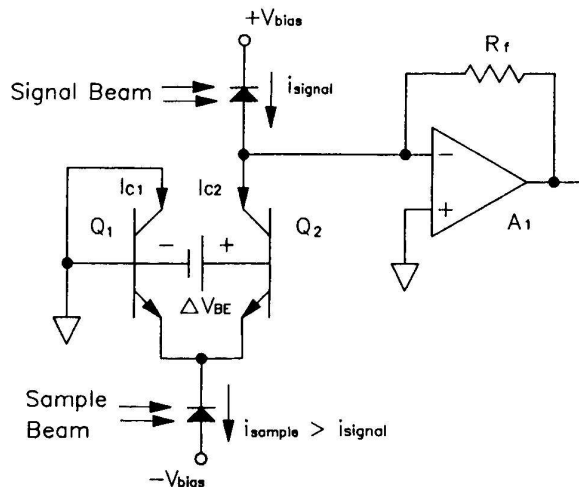 +Vbias
Rf
Signal Beam
isignal
IC1
IC2
−
+
A1
Q1
−
+
Q2
ΔVBE
Sample
Beam
isample > isignal
−Vbias